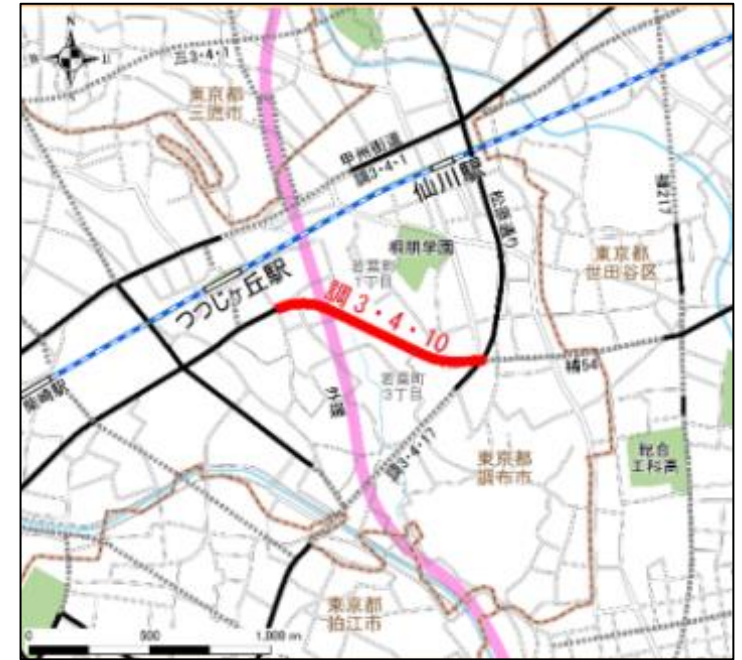 N
三3・4・1
東京都
三鷹市
甲州街道
調3・4・1
仙川駅
松原通り
補217
桐朋学園
東京都
世田谷区
若葉町
1丁目
つつじヶ丘駅
調3・4・10
柴崎駅
若葉町
3丁目
補54
外環
調3・4・17
東京都
調布市
総合
工科高
東京都
狛江市
0
500
1,000 m